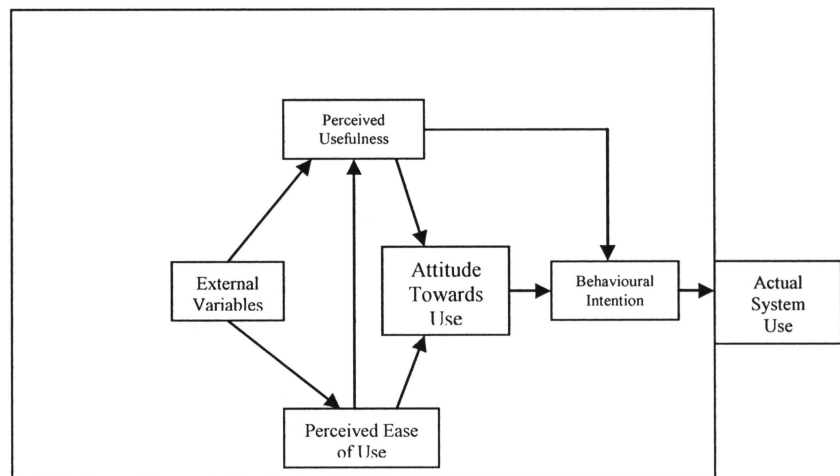 Perceived
Usefulness
External
Variables
Attitude
Towards
Use
Behavioural
Intention
Actual
System
Use
Perceived Ease
of Use